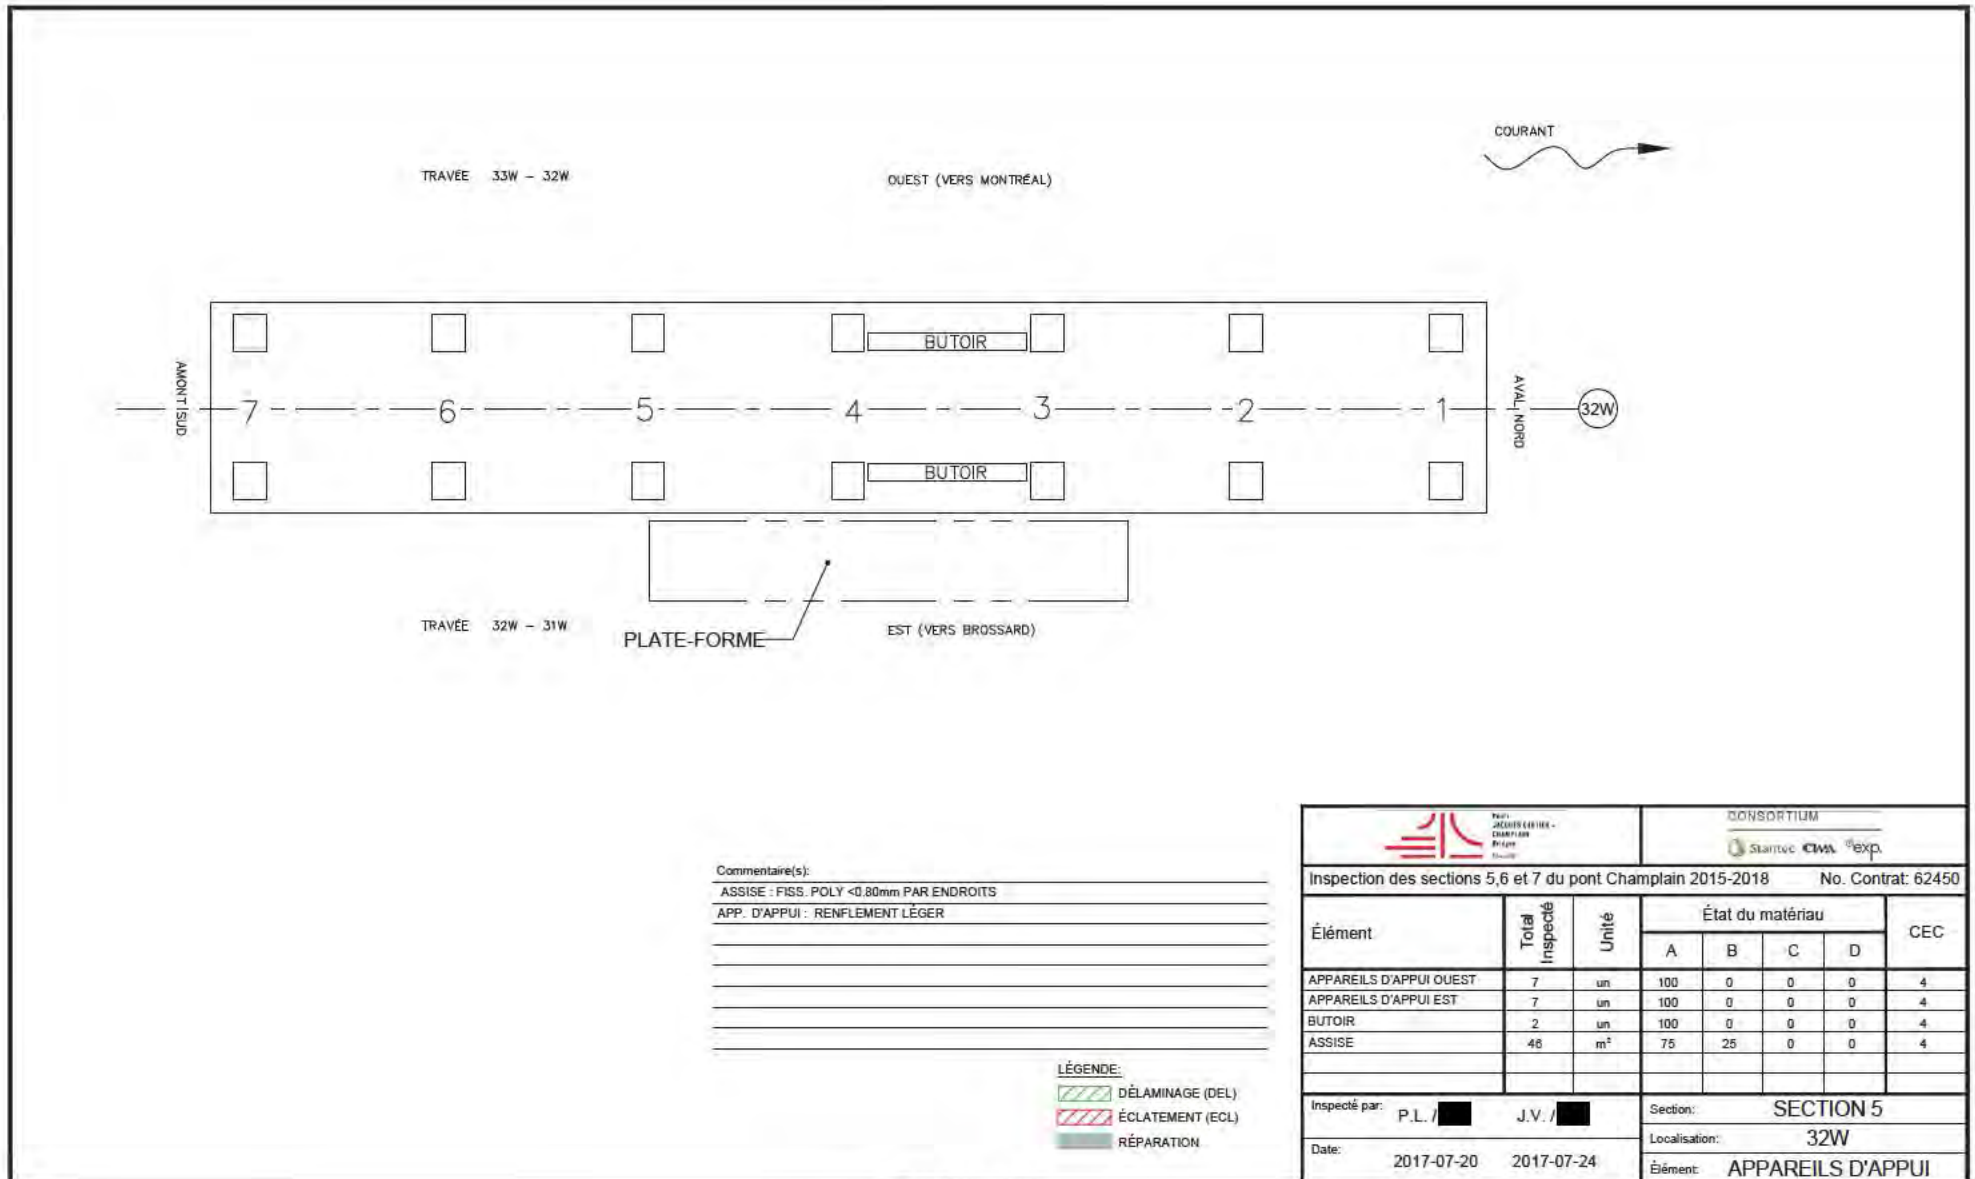 COURANT
TRAVÉE 33W - 32W
OUEST (VERS MONTRÉAL)
BUTOIR
AMONT SUD
7 6 5 4 3 2 1
AVAL NORD
32W
BUTOIR
TRAVÉE 32W - 31W
PLATE-FORME
EST (VERS BROSSARD)
Commentaire(s):
ASSISE : FISS. POLY <0.80mm PAR ENDROITS
APP. D'APPUI : RENFLEMENT LÉGER
LÉGENDE:
DÉLAMINAGE (DEL)
ÉCLATEMENT (ECL)
RÉPARATION
JACQUES CARTIER -
CHAMPLAIN
CONSORTIUM
Stantec CIMA exp.
Inspection des sections 5,6 et 7 du pont Champlain 2015-2018 No. Contrat: 62450
Élément Total Inspecté Unité État du matériau CEC
A B C D
APPAREILS D'APPUI OUEST 7 un 100 0 0 0 4
APPAREILS D'APPUI EST 7 un 100 0 0 0 4
BUTOIR 2 un 100 0 0 0 4
ASSISE 46 m² 75 25 0 0 4
Inspecté par: P.L. / J.V. /
Date: 2017-07-20 2017-07-24
Section: SECTION 5
Localisation: 32W
Élément: APPAREILS D'APPUI